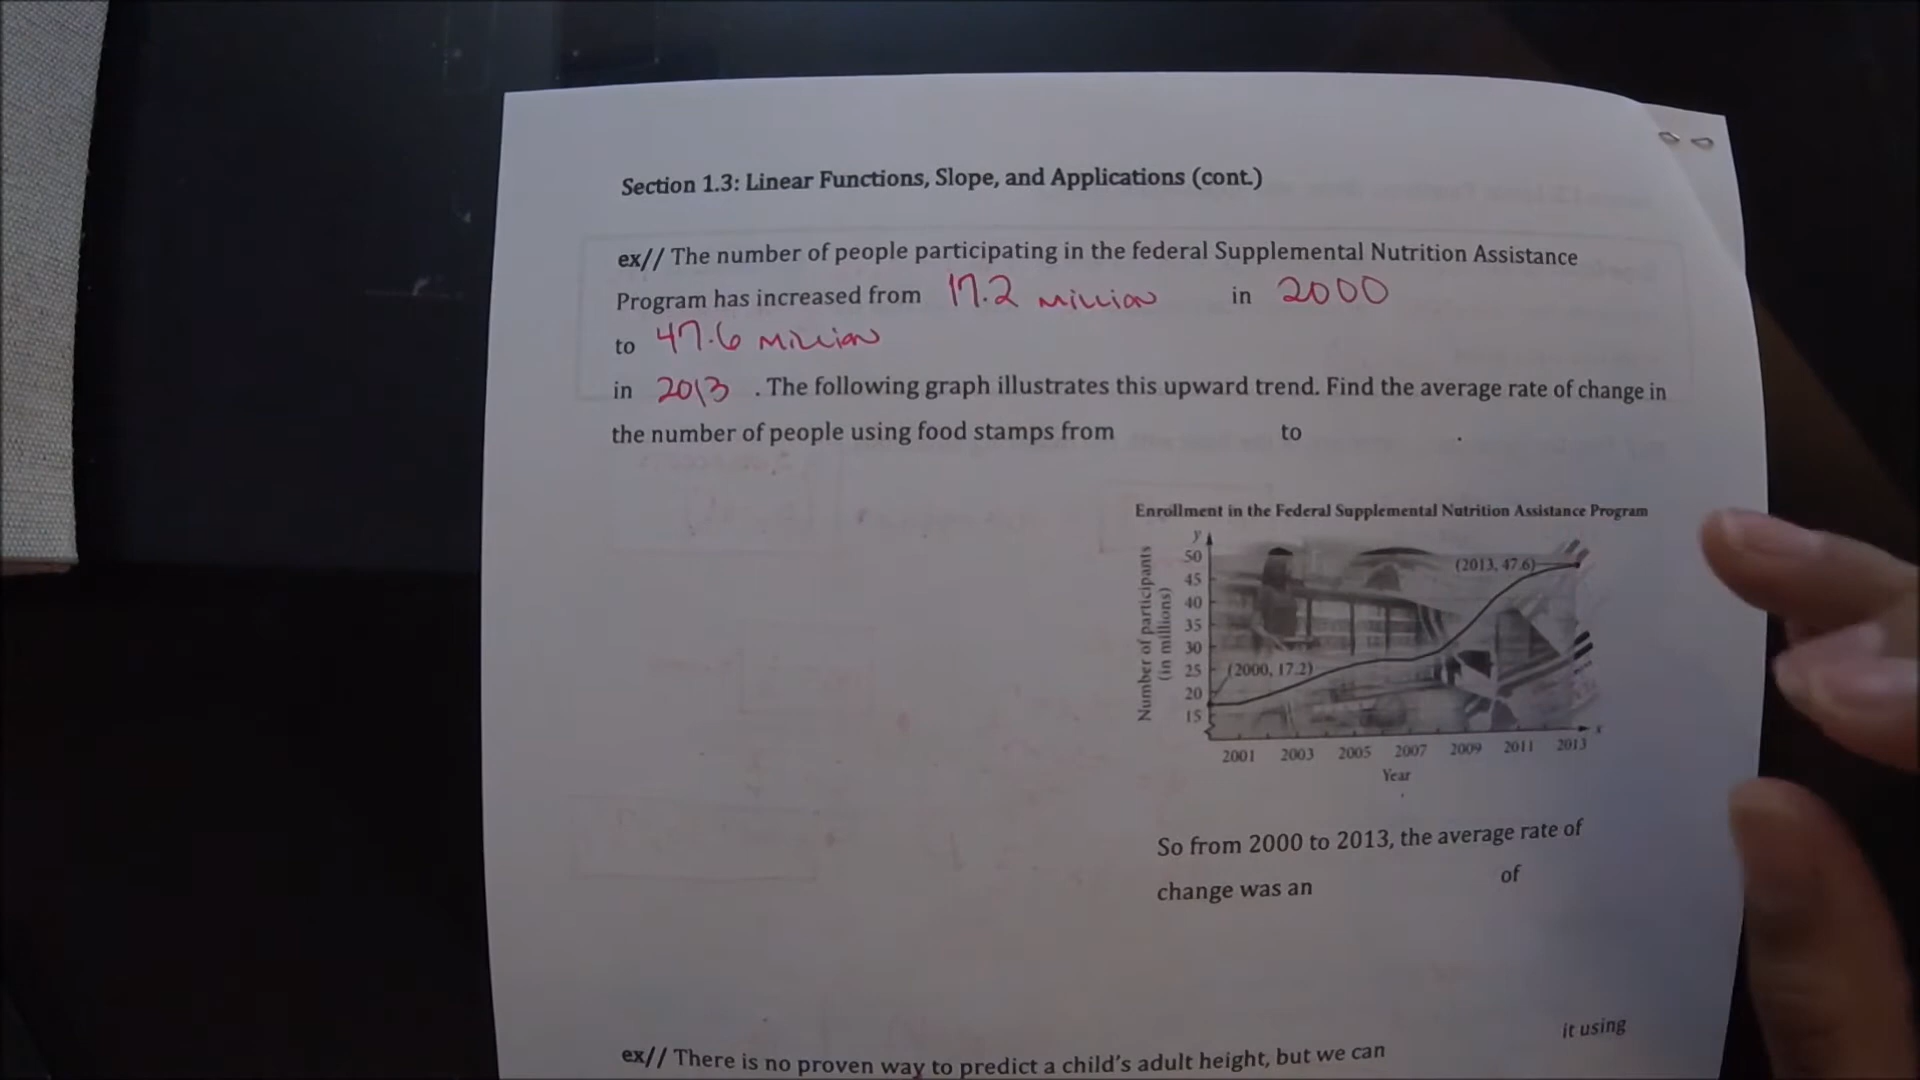 Section 1.3: Linear Functions, Slope, and Applications (cont.)
ex// The number of people participating in the federal Supplemental Nutrition Assistance
Program has increased from 17.2 million in 2000
to 47.6 million
in 2013 . The following graph illustrates this upward trend. Find the average rate of change in
the number of people using food stamps from to .
Enrollment in the Federal Supplemental Nutrition Assistance Program
y
50
45
40
35
30
25
20
15
Number of participants
(in millions)
(2013, 47.6)
(2000, 17.2)
x
2001 2003 2005 2007 2009 2011 2013
Year
So from 2000 to 2013, the average rate of
change was an of
it using
ex// There is no proven way to predict a child's adult height, but we can